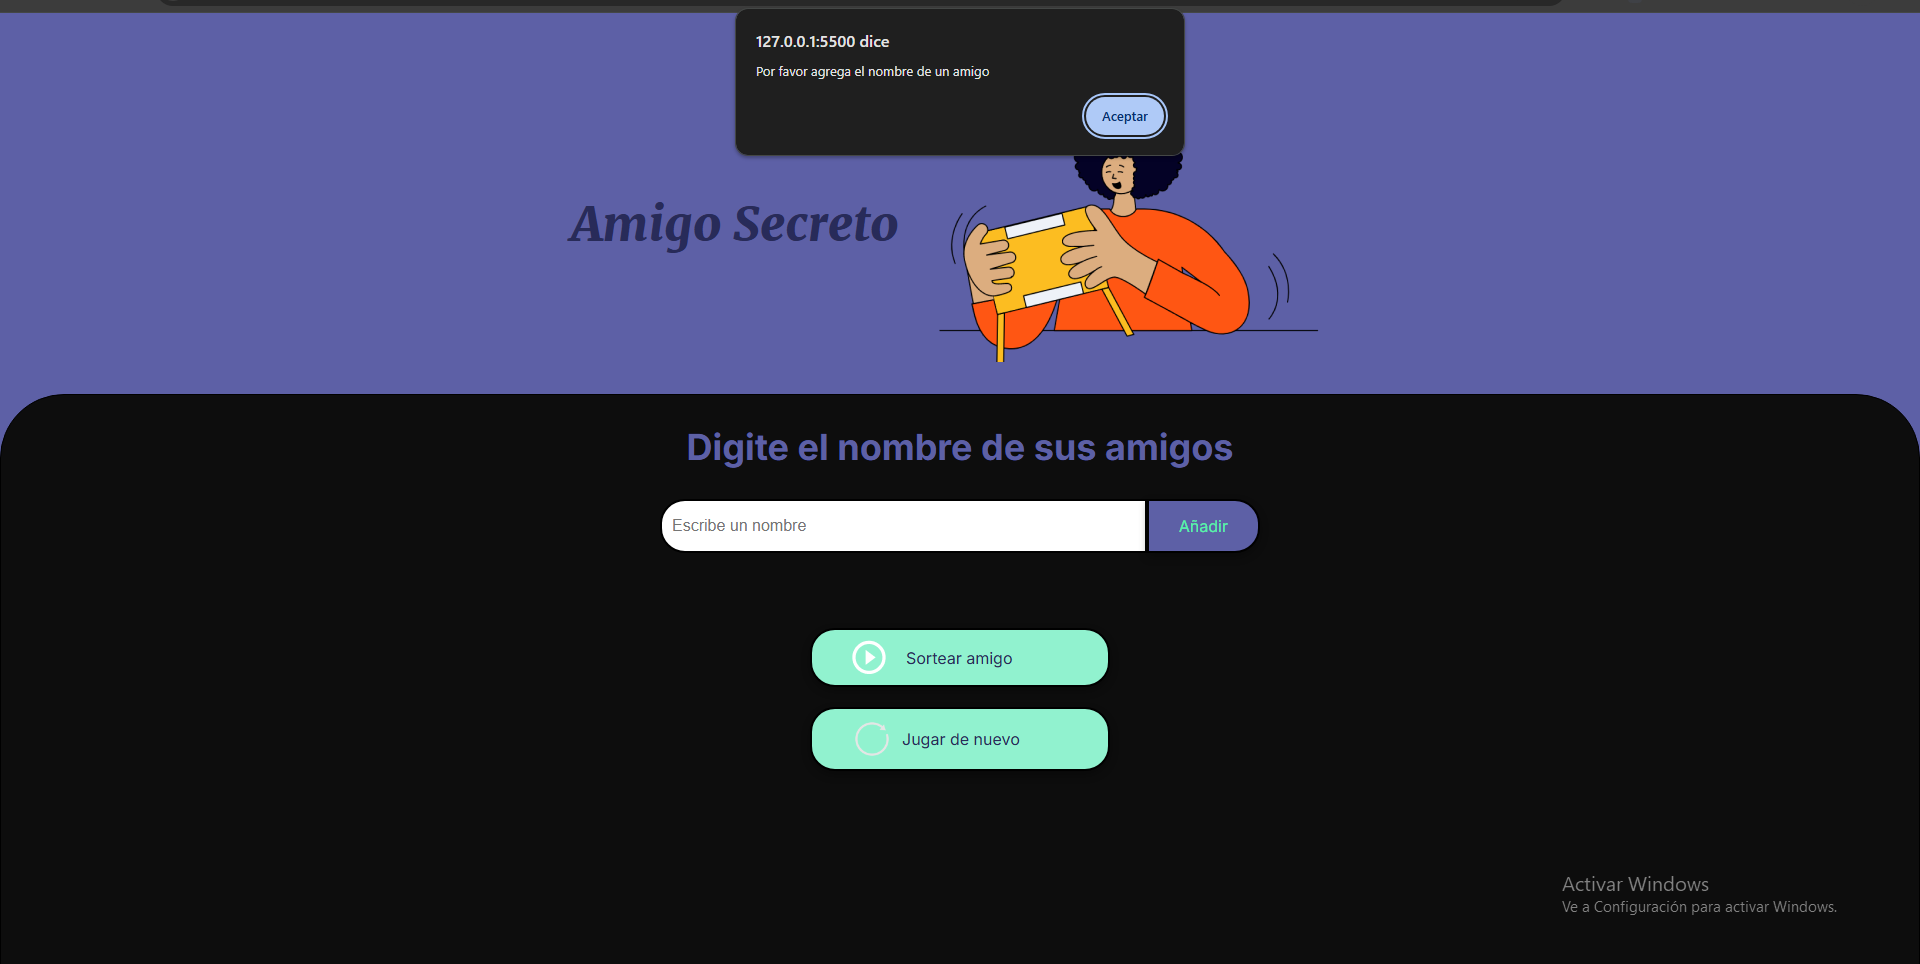 127.0.0.1:5500 dice
Por favor agrega el nombre de un amigo
Aceptar
Amigo Secreto
Digite el nombre de sus amigos
Escribe un nombre
Añadir
Sortear amigo
Jugar de nuevo
Activar Windows
Ve a Configuración para activar Windows.